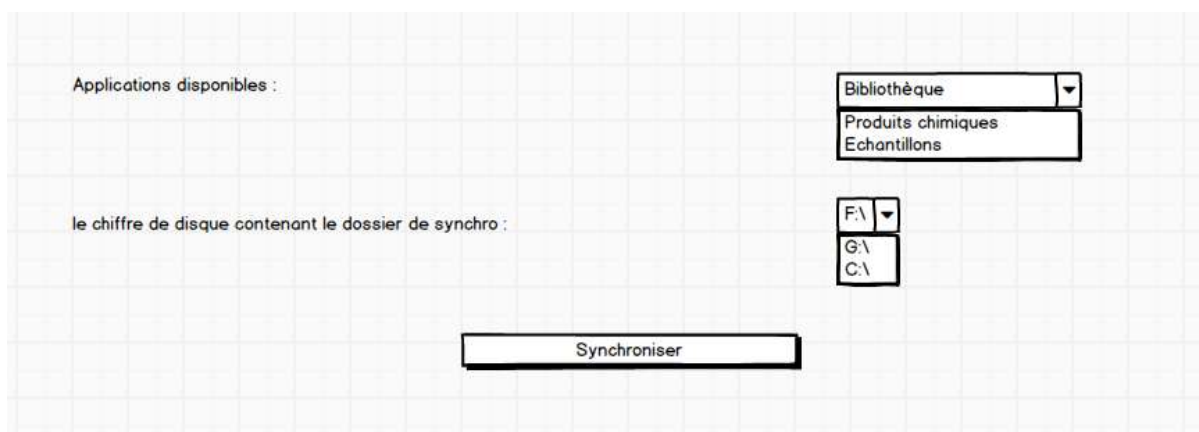 Applications disponibles :
Bibliothèque
Produits chimiques
Echantillons
le chiffre de disque contenant le dossier de synchro :
F:\
G:\
C:\
Synchroniser